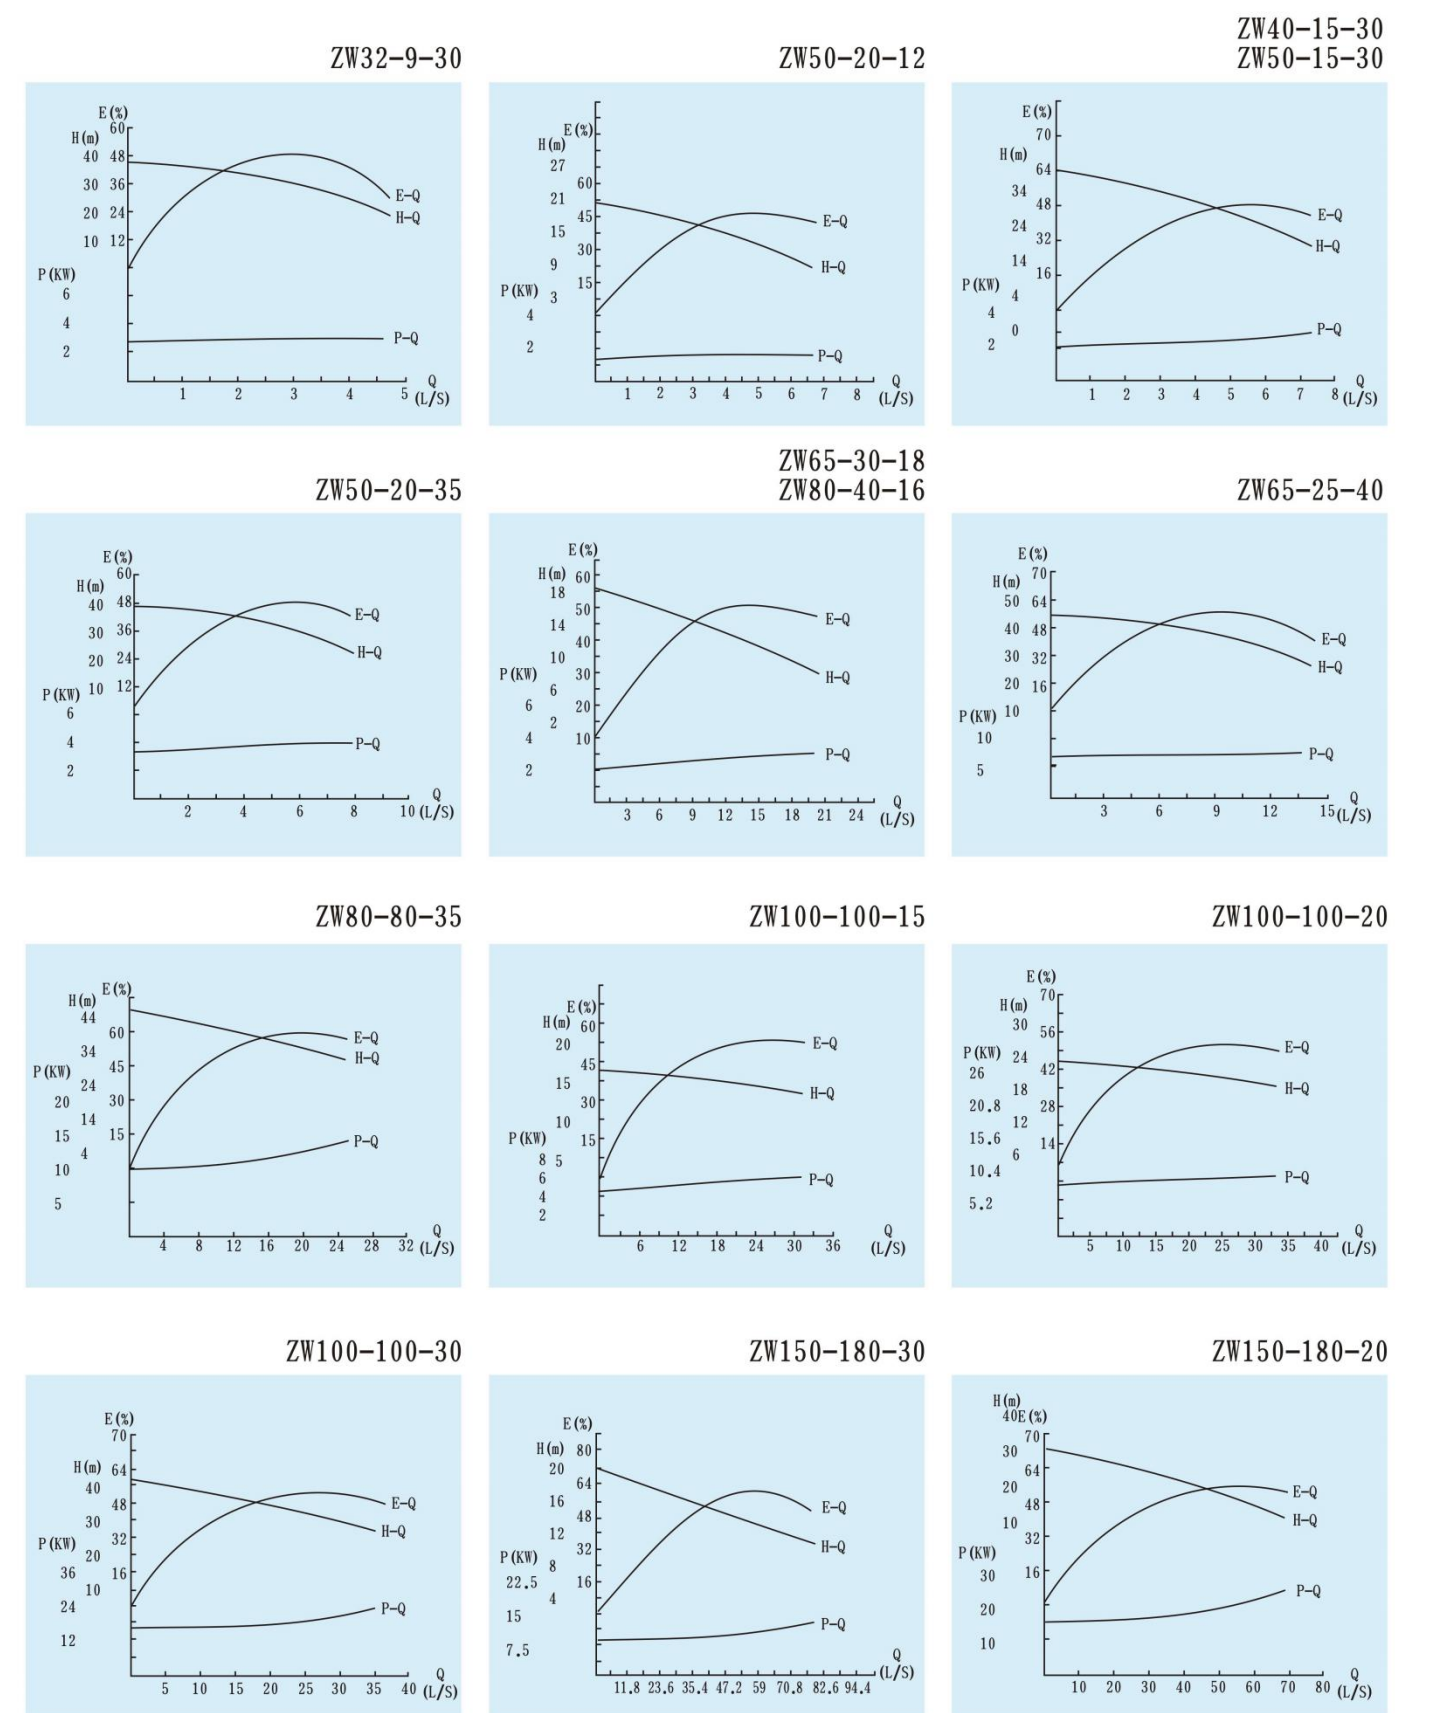 ZW32-9-30
E(%)
60
H(m)
40 48
30 36
20 24
10 12
P(KW)
6
4
2
E-Q
H-Q
P-Q
1 2 3 4 5
Q
(L/S)
ZW50-20-12
E(%)
H(m)
27
60
21
45
15
30
9
15
P(KW)
3
4
2
E-Q
H-Q
P-Q
1 2 3 4 5 6 7 8
Q
(L/S)
ZW40-15-30
ZW50-15-30
E(%)
70
H(m)
64
34
48
24
32
14
16
P(KW)
4
4
0
2
E-Q
H-Q
P-Q
1 2 3 4 5 6 7 8
Q
(L/S)
ZW50-20-35
E(%)
60
H(m)
40 48
30 36
20 24
10 12
P(KW)
6
4
2
E-Q
H-Q
P-Q
2 4 6 8 10
Q
(L/S)
ZW65-30-18
ZW80-40-16
E(%)
H(m) 60
18
50
14
40
10
30
P(KW)
6
6 20
2
4 10
2
E-Q
H-Q
P-Q
3 6 9 12 15 18 21 24
Q
(L/S)
ZW65-25-40
E(%)
70
H(m)
50 64
40 48
30 32
20 16
10
P(KW)
10
5
E-Q
H-Q
P-Q
3 6 9 12 15
Q
(L/S)
ZW80-80-35
E(%)
H(m)
44
60
34
45
P(KW)
24
30
20
14
15
15
4
10
5
E-Q
H-Q
P-Q
4 8 12 16 20 24 28 32
Q
(L/S)
ZW100-100-15
E(%)
H(m) 60
20
45
15
30
10
15
P(KW)
8 5
6
4
2
E-Q
H-Q
P-Q
6 12 18 24 30 36
Q
(L/S)
ZW100-100-20
E(%)
70
H(m)
30
56
P(KW) 24
42
26
18
28
20.8
12
15.6 14
6
10.4
5.2
E-Q
H-Q
P-Q
5 10 15 20 25 30 35 40
Q
(L/S)
ZW100-100-30
E(%)
70
H(m) 64
40
48
30
32
P(KW)
20
36 16
10
24
12
E-Q
H-Q
P-Q
5 10 15 20 25 30 35 40
Q
(L/S)
ZW150-180-30
E(%)
H(m) 80
20
64
16
48
12
32
P(KW)
8
22.5 16
4
15
7.5
E-Q
H-Q
P-Q
11.8 23.6 35.4 47.2 59 70.8 82.6 94.4
Q
(L/S)
ZW150-180-20
H(m)
40E(%)
70
30
64
20
48
10
32
P(KW)
30 16
20
10
E-Q
H-Q
P-Q
10 20 30 40 50 60 70 80
Q
(L/S)